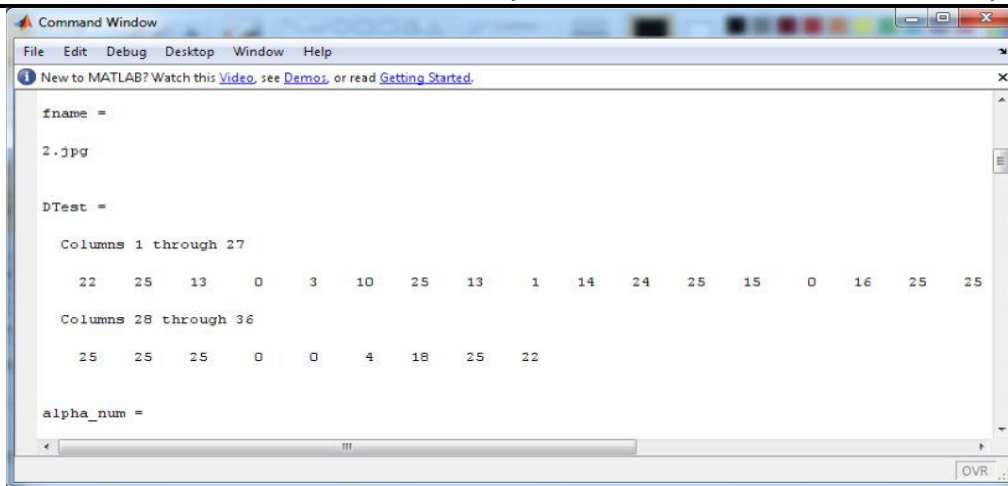 Command Window
File Edit Debug Desktop Window Help
New to MATLAB? Watch this Video, see Demos, or read Getting Started.
fname =
2.jpg
DTest =
Columns 1 through 27
22 25 13 0 3 10 25 13 1 14 24 25 15 0 16 25 25
Columns 28 through 36
25 25 25 0 0 4 18 25 22
alpha_num =
OVR